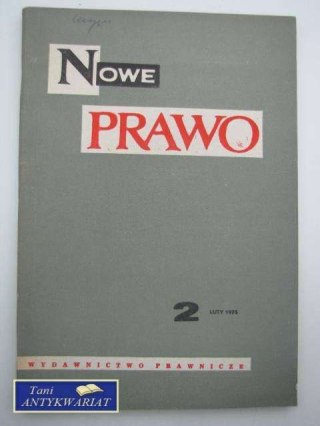 NOWE
PRAWO
2 LUTY 1975
WYDAWNICTWO PRAWNICZE
Tani
ANTYKWARIAT